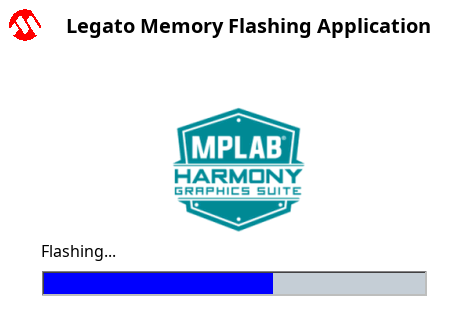 Legato Memory Flashing Application
MPLAB®
HARMONY
GRAPHICS SUITE
Flashing...